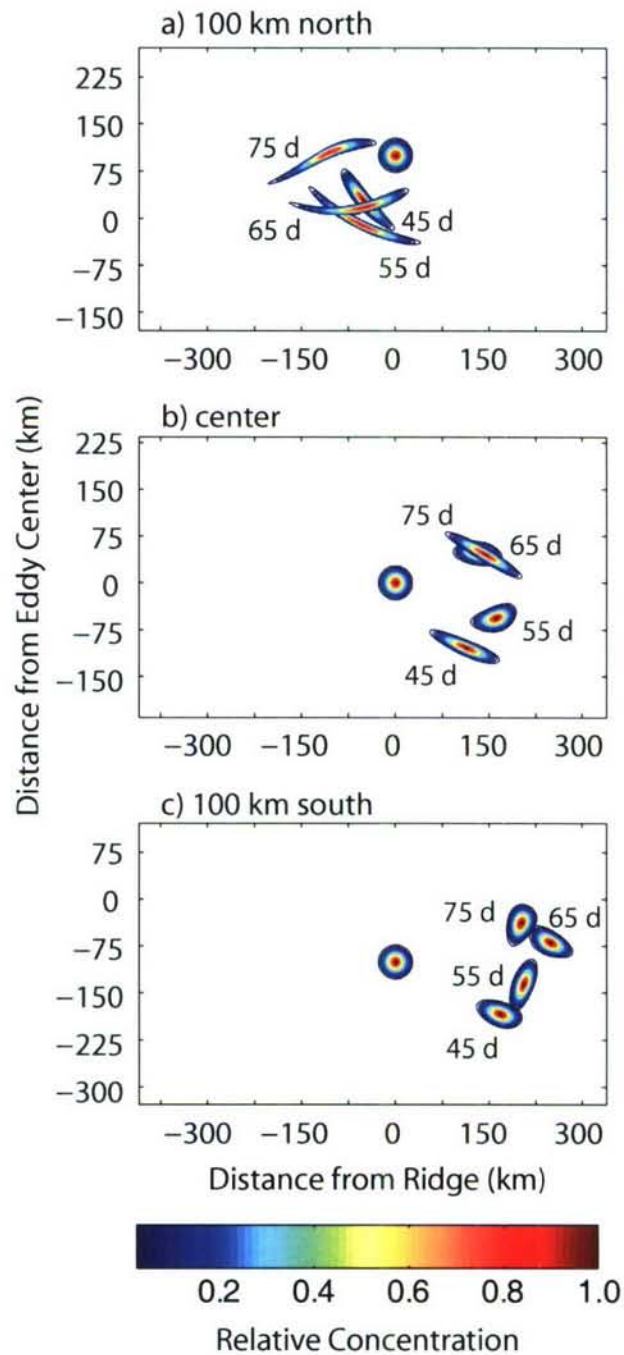 a) 100 km north
225
150
75
0
−75
−150
75 d
65 d
45 d
55 d
−300 −150 0 150 300
b) center
225
150
75
0
−75
−150
75 d
65 d
55 d
45 d
−300 −150 0 150 300
c) 100 km south
75
0
−75
−150
−225
−300
75 d
65 d
55 d
45 d
−300 −150 0 150 300
Distance from Eddy Center (km)
Distance from Ridge (km)
0.2 0.4 0.6 0.8 1.0
Relative Concentration